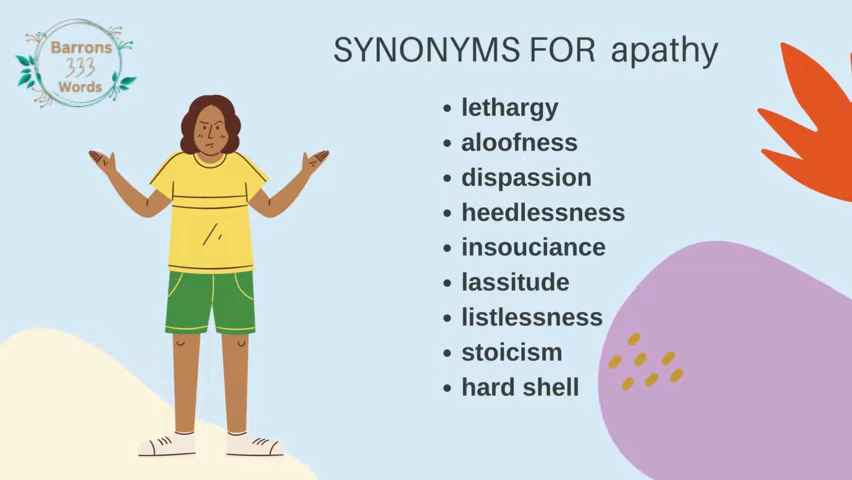 Barrons
333
Words
SYNONYMS FOR apathy
• lethargy
• aloofness
• dispassion
• heedlessness
• insouciance
• lassitude
• listlessness
• stoicism
• hard shell